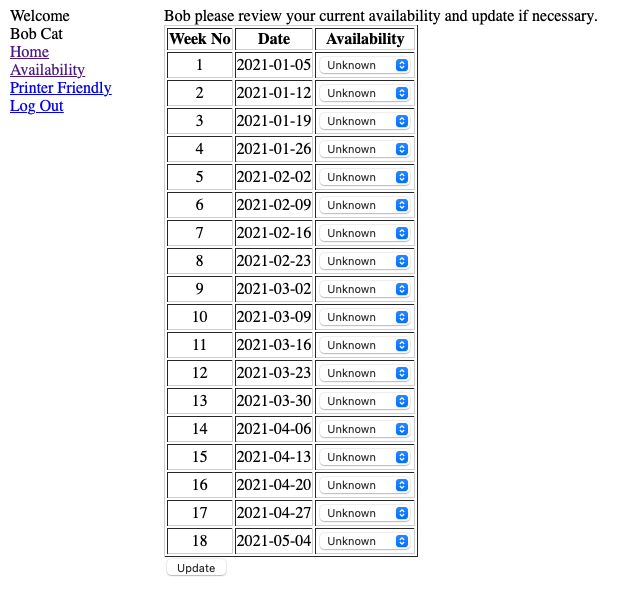 Welcome
Bob Cat
Home
Availability
Printer Friendly
Log Out
Bob please review your current availability and update if necessary.
Week No Date Availability
1 2021-01-05 Unknown
2 2021-01-12 Unknown
3 2021-01-19 Unknown
4 2021-01-26 Unknown
5 2021-02-02 Unknown
6 2021-02-09 Unknown
7 2021-02-16 Unknown
8 2021-02-23 Unknown
9 2021-03-02 Unknown
10 2021-03-09 Unknown
11 2021-03-16 Unknown
12 2021-03-23 Unknown
13 2021-03-30 Unknown
14 2021-04-06 Unknown
15 2021-04-13 Unknown
16 2021-04-20 Unknown
17 2021-04-27 Unknown
18 2021-05-04 Unknown
Update